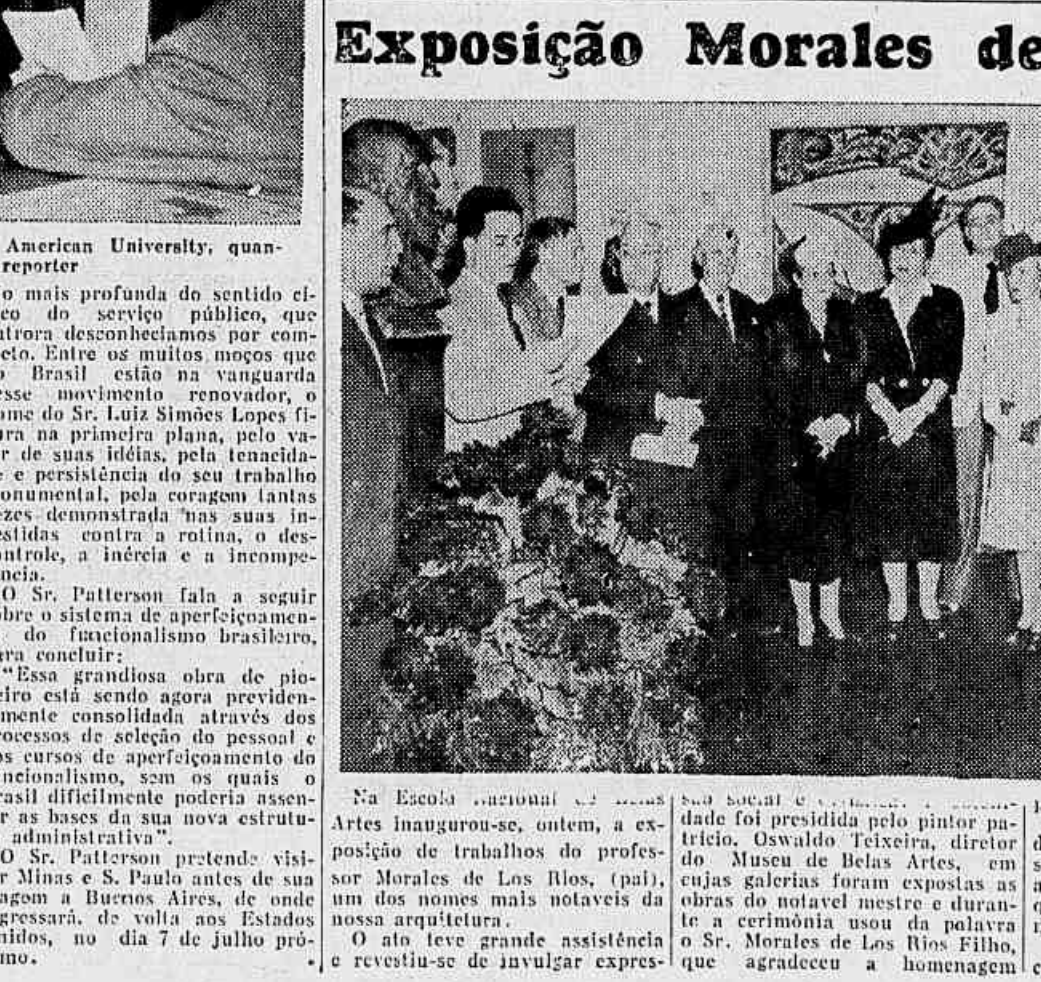 Exposição Morales de
American University, quan-
reporter
o mais profunda do sentido cí-
co do serviço público, que
utrora desconheciamos por com-
eto. Entre os muitos moços que
o Brasil estão na vanguarda
esse movimento renovador, o
ome do Sr. Luiz Simões Lopes fi-
ura na primeira plana, pelo va-
r de suas idéias, pela tenacida-
e e persistência do seu trabalho
onumental, pela coragem tantas
ezes demonstrada nas suas in-
estidas contra a rotina, o des-
ontrole, a inércia e a incompe-
ncia.
O Sr. Patterson fala a seguir
obre o sistema de aperfeiçoamen-
do funcionalismo brasileiro,
ara concluir:
"Essa grandiosa obra de pio-
eiro está sendo agora previden-
mente consolidada através dos
rocessos de seleção do pessoal e
os cursos de aperfeiçoamento do
ncionalismo, sem os quais o
rasil dificilmente poderia assen-
r as bases da sua nova estrutu-
administrativa".
O Sr. Patterson pretende visi-
r Minas e S. Paulo antes de sua
agem a Buenos Aires, de onde
gressará, de volta aos Estados
nidos, no dia 7 de julho pró-
mo.
Na Escola
Artes inaugurou-se, ontem, a ex-
posição de trabalhos do profes-
sor Morales de Los Rios, (pai),
um dos nomes mais notaveis da
nossa arquitetura.
O ato teve grande assistência
e revestiu-se de invulgar expres-
são social e
dade foi presidida pelo pintor pa-
tricio, Oswaldo Teixeira, diretor
do Museu de Belas Artes, em
cujas galerias foram expostas as
obras do notavel mestre e duran-
te a cerimônia usou da palavra
o Sr. Morales de Los Rios Filho,
que agradeceu a homenagem